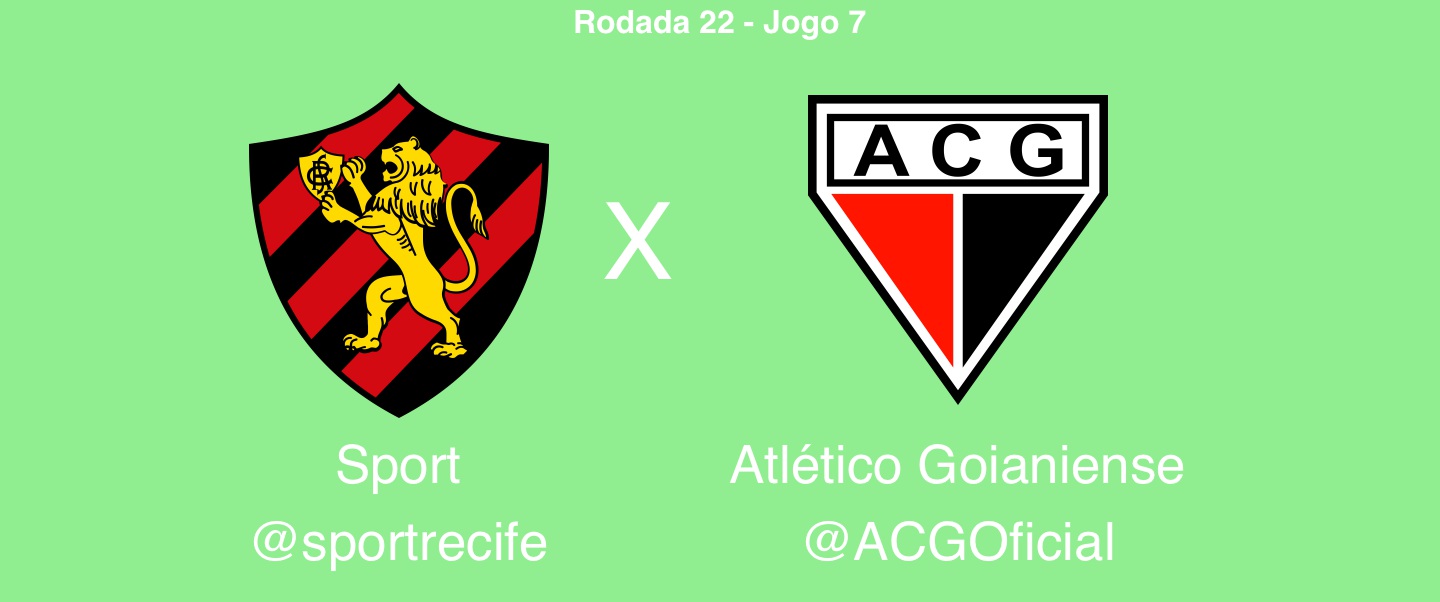 Rodada 22 - Jogo 7
A C G
X
Sport
Atlético Goianiense
@sportrecife
@ACGOficial